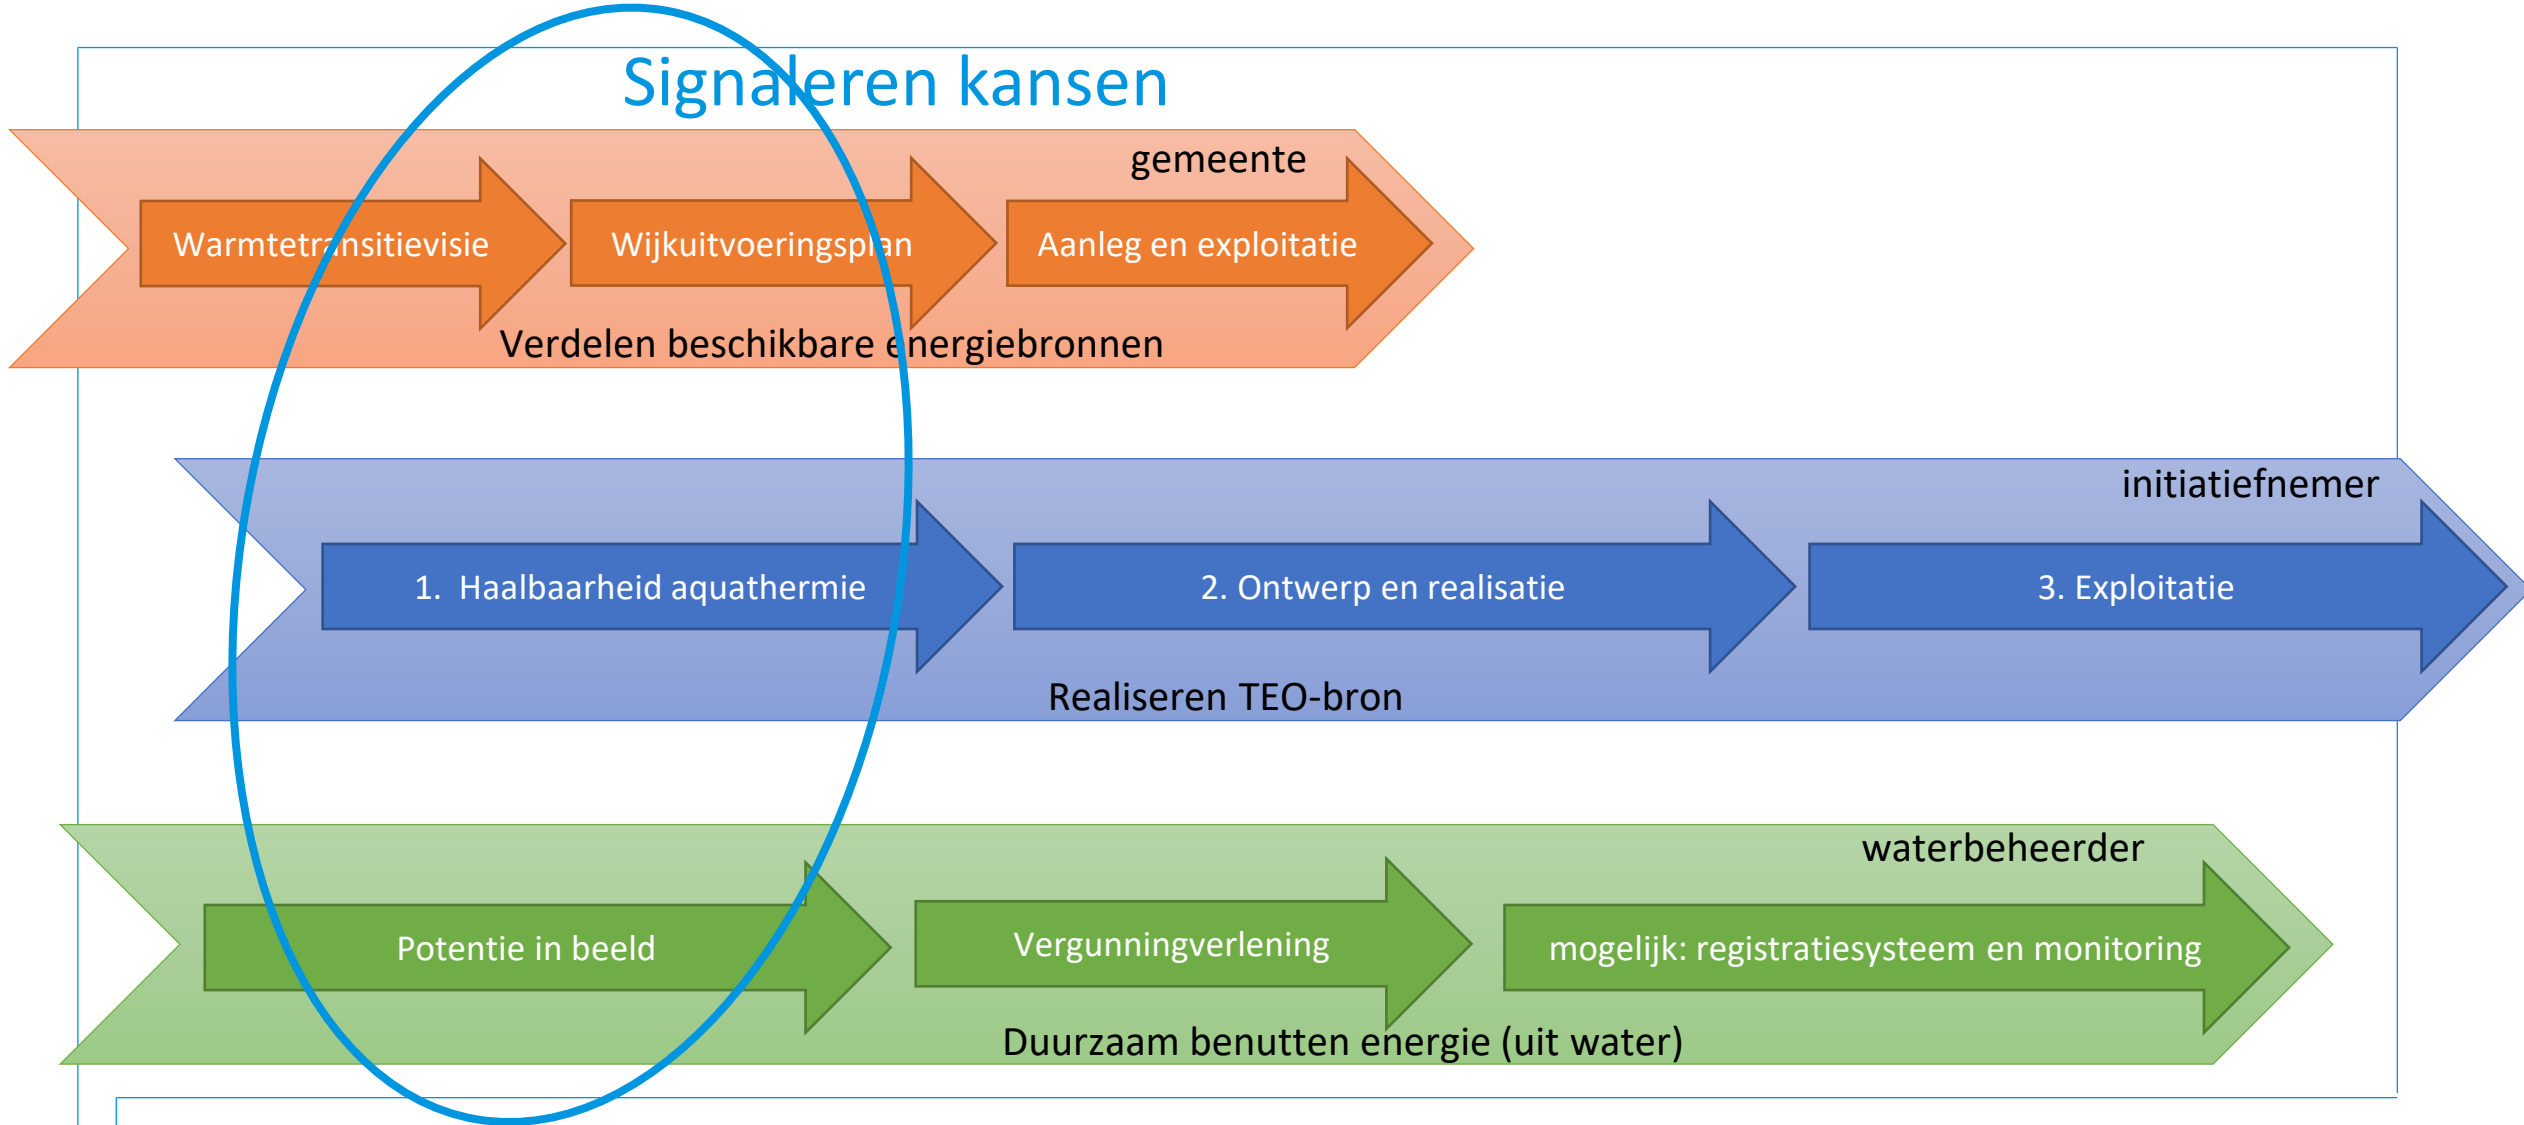 Signaleren kansen
gemeente
Warmtetransitievisie
Wijkuitvoeringsplan
Aanleg en exploitatie
Verdelen beschikbare energiebronnen
initiatiefnemer
1. Haalbaarheid aquathermie
2. Ontwerp en realisatie
3. Exploitatie
Realiseren TEO-bron
waterbeheerder
Potentie in beeld
Vergunningverlening
mogelijk: registratiesysteem en monitoring
Duurzaam benutten energie (uit water)